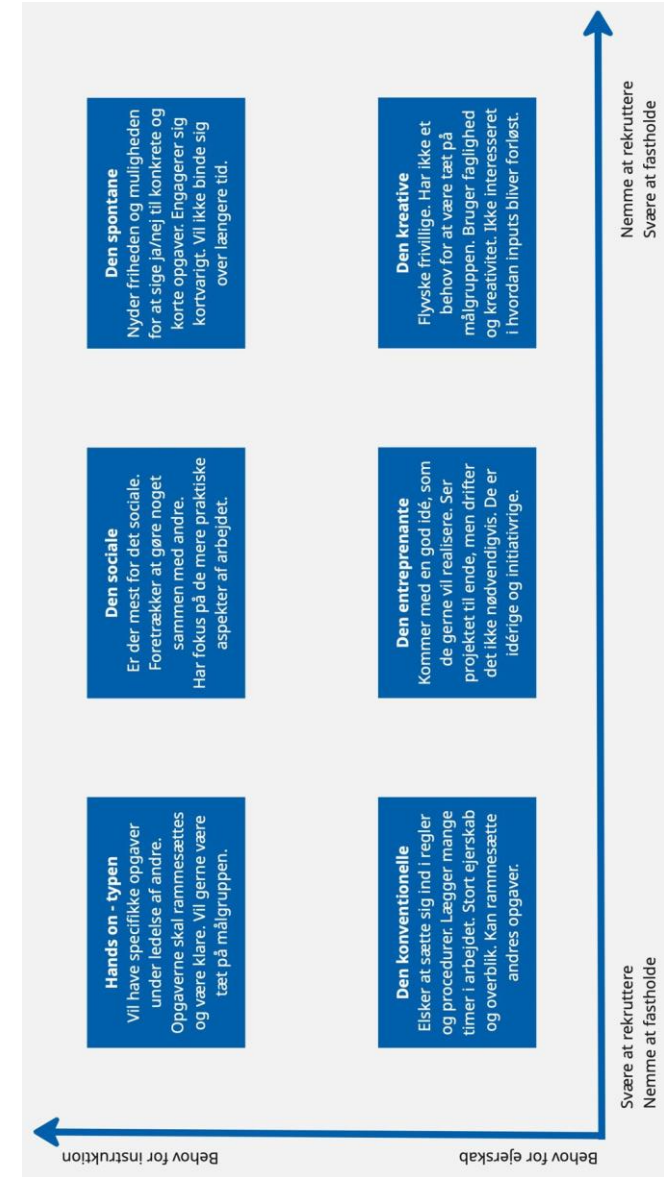 Behov for instruktion
Hands on - typen
Vil have specifikke opgaver
under ledelse af andre.
Opgaverne skal rammesættes
og være klare. Vil gerne være
tæt på målgruppen.
Den sociale
Er der mest for det sociale.
Foretrækker at gøre noget
sammen med andre.
Har fokus på de mere praktiske
aspekter af arbejdet.
Den spontane
Nyder friheden og muligheden
for at sige ja/nej til konkrete og
korte opgaver. Engagerer sig
kortvarigt. Vil ikke binde sig
over længere tid.
Behov for ejerskab
Den konventionelle
Elsker at sætte sig ind i regler
og procedurer. Lægger mange
timer i arbejdet. Stort ejerskab
og overblik. Kan rammesætte
andres opgaver.
Den entreprenante
Kommer med en god idé, som
de gerne vil realisere. Ser
projektet til ende, men drifter
det ikke nødvendigvis. De er
idérige og initiativrige.
Den kreative
Flyvske frivillige. Har ikke et
behov for at være tæt på
målgruppen. Bruger faglighed
og kreativitet. Ikke interesseret
i hvordan inputs bliver forløst.
Svære at rekruttere
Nemme at fastholde
Nemme at rekruttere
Svære at fastholde